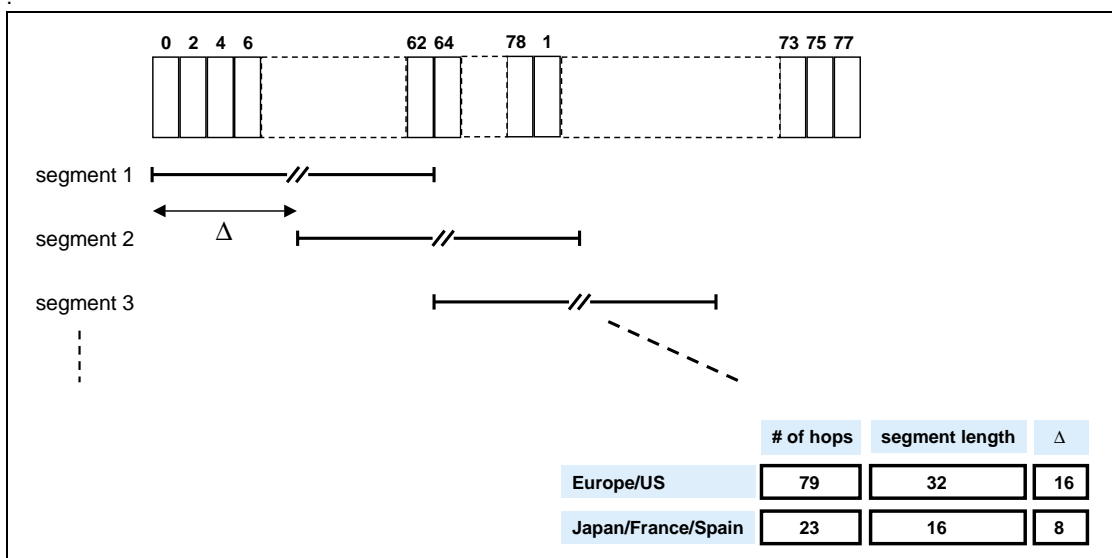 .
0 2 4 6 62 64 78 1 73 75 77
segment 1
Δ
segment 2
segment 3
# of hops segment length Δ
Europe/US 79 32 16
Japan/France/Spain 23 16 8